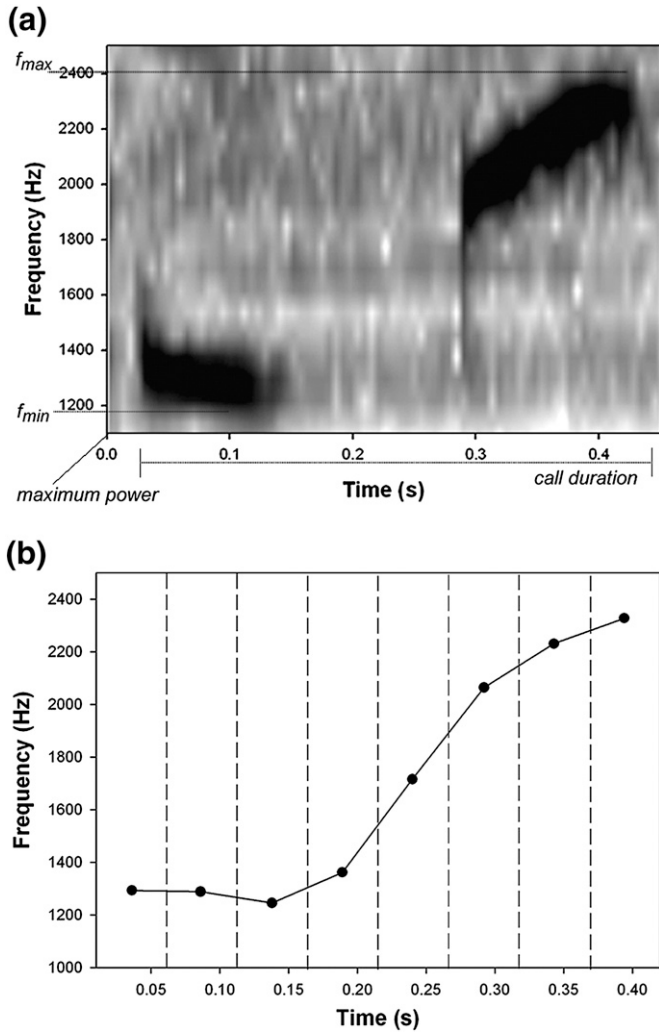 (a)
f_max
2400
2200
2000
1800
1600
1400
1200
f_min
Frequency (Hz)
0.0 0.1 0.2 0.3 0.4
maximum power
Time (s)
call duration
(b)
2400
2200
2000
1800
1600
1400
1200
1000
Frequency (Hz)
0.05 0.10 0.15 0.20 0.25 0.30 0.35 0.40
Time (s)